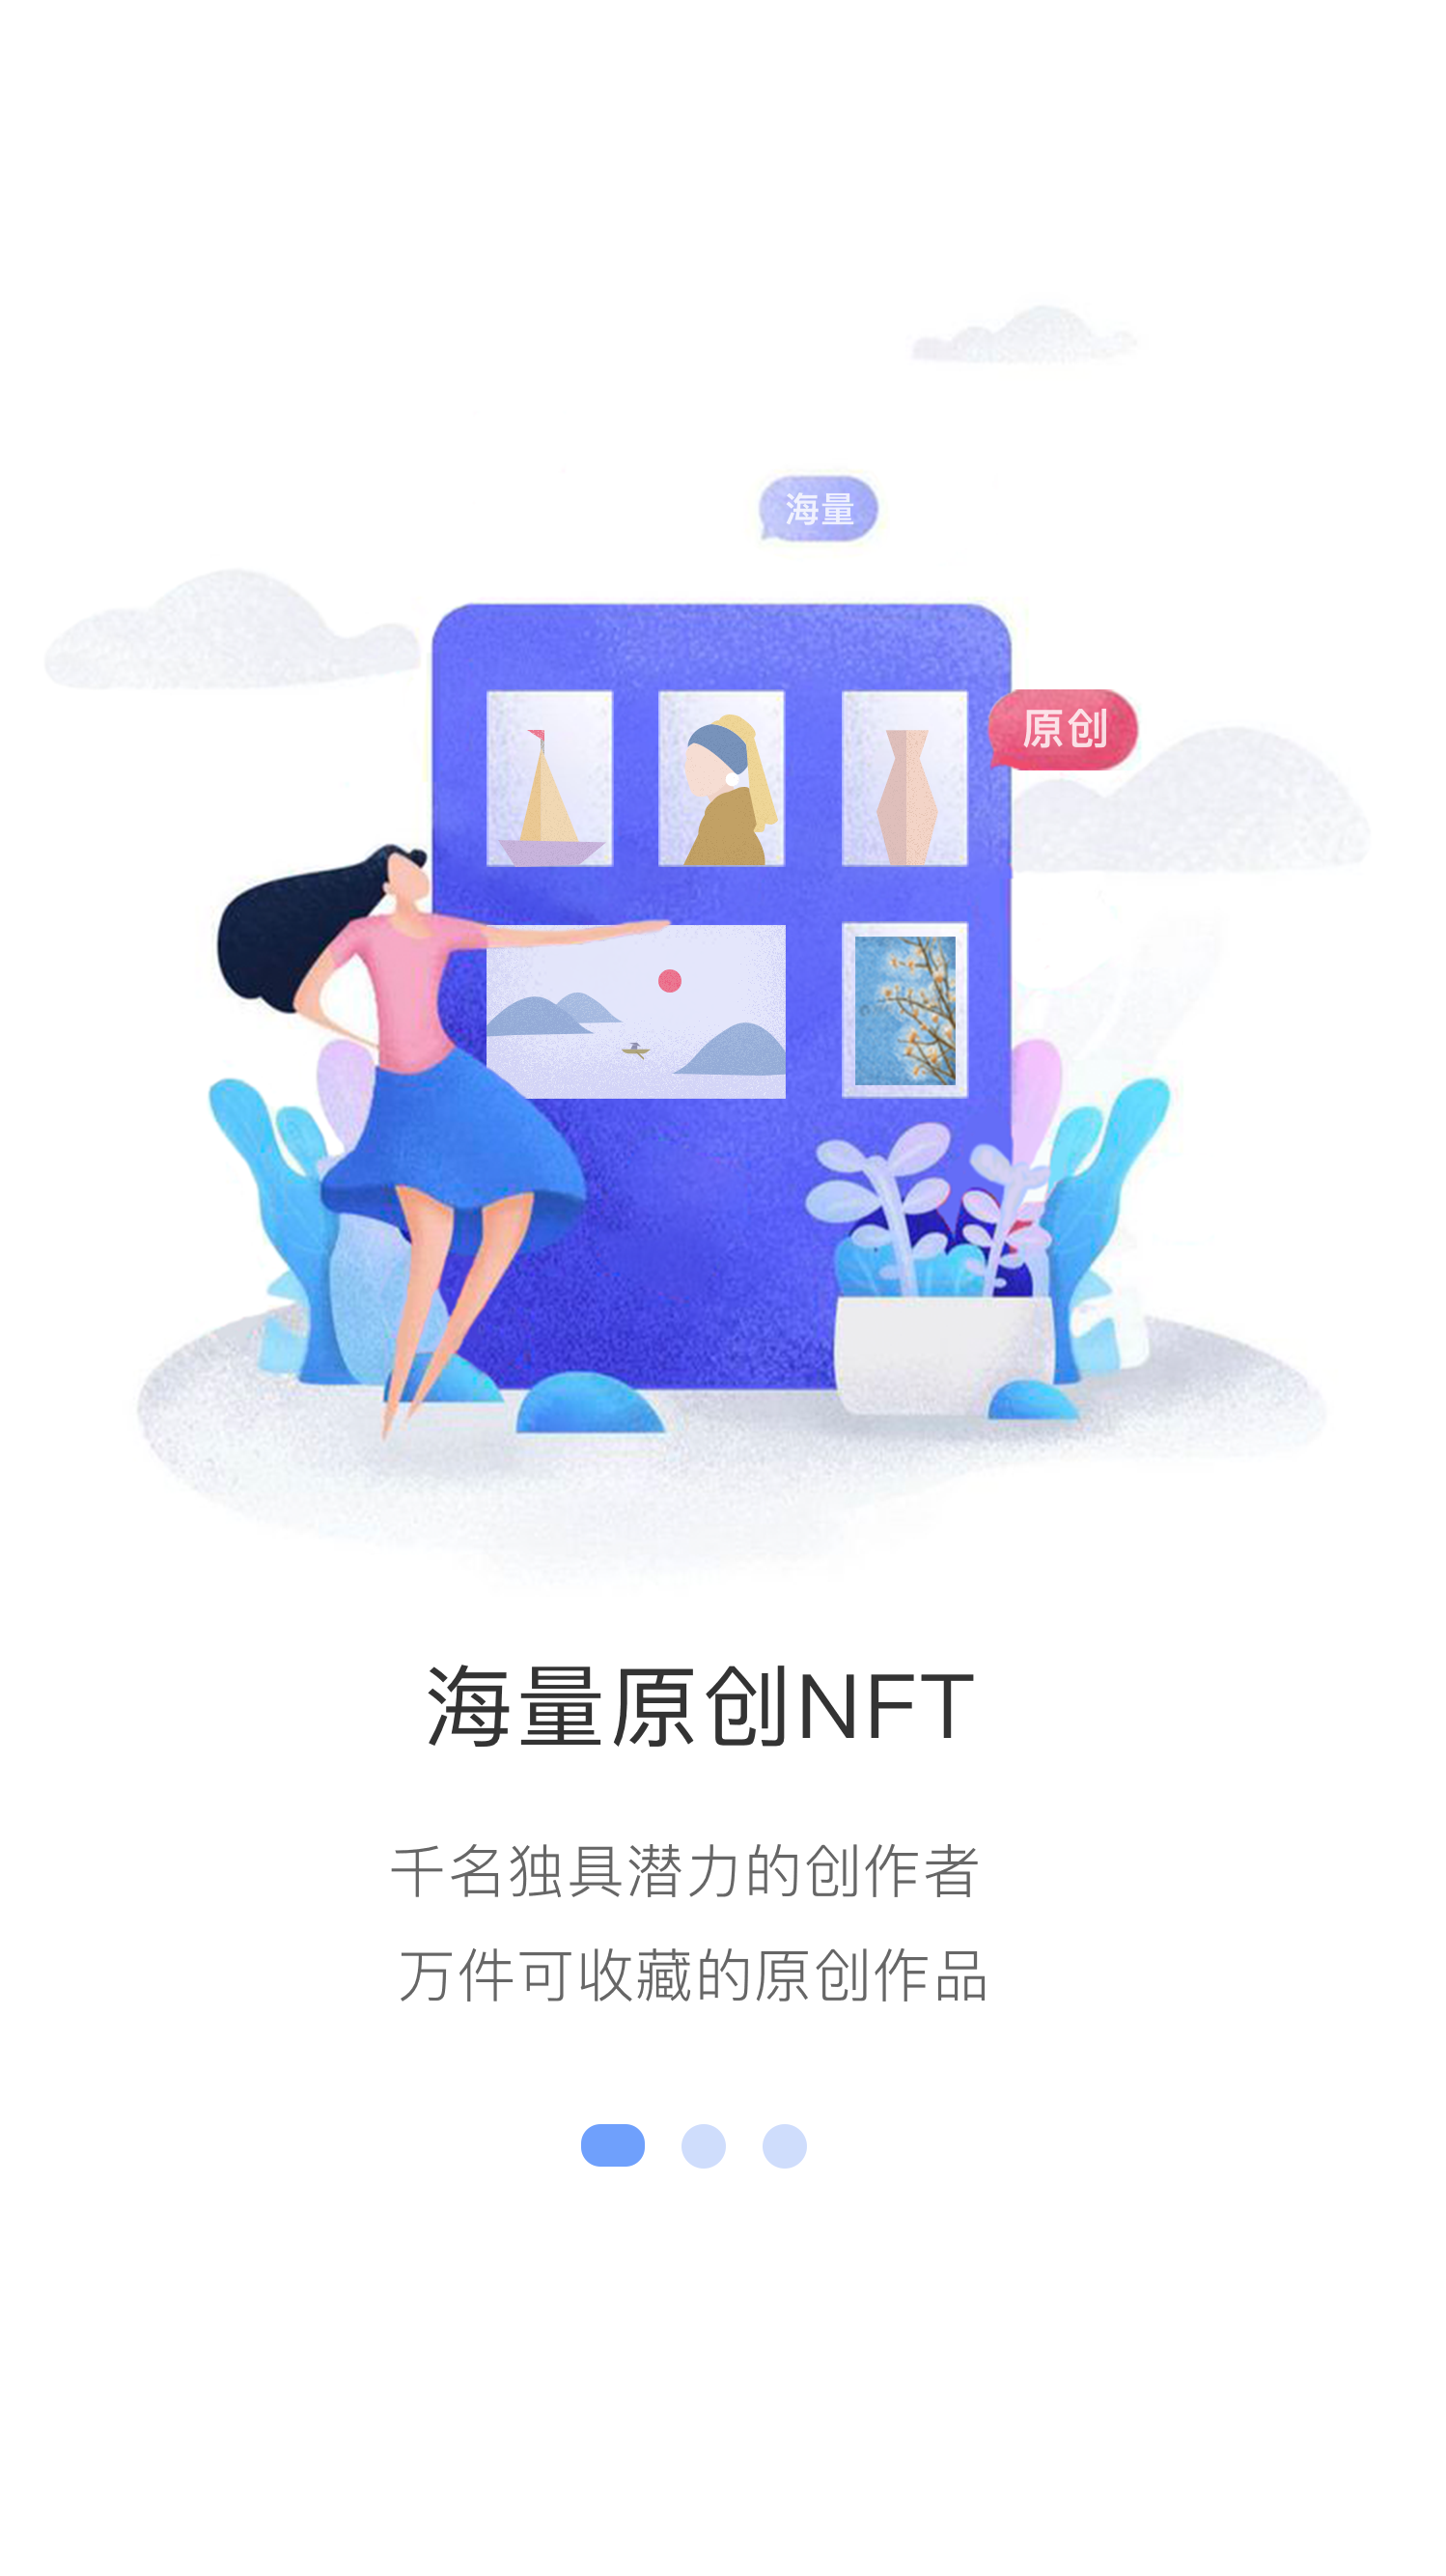 海量
原创
海量原创NFT
千名独具潜力的创作者
万件可收藏的原创作品